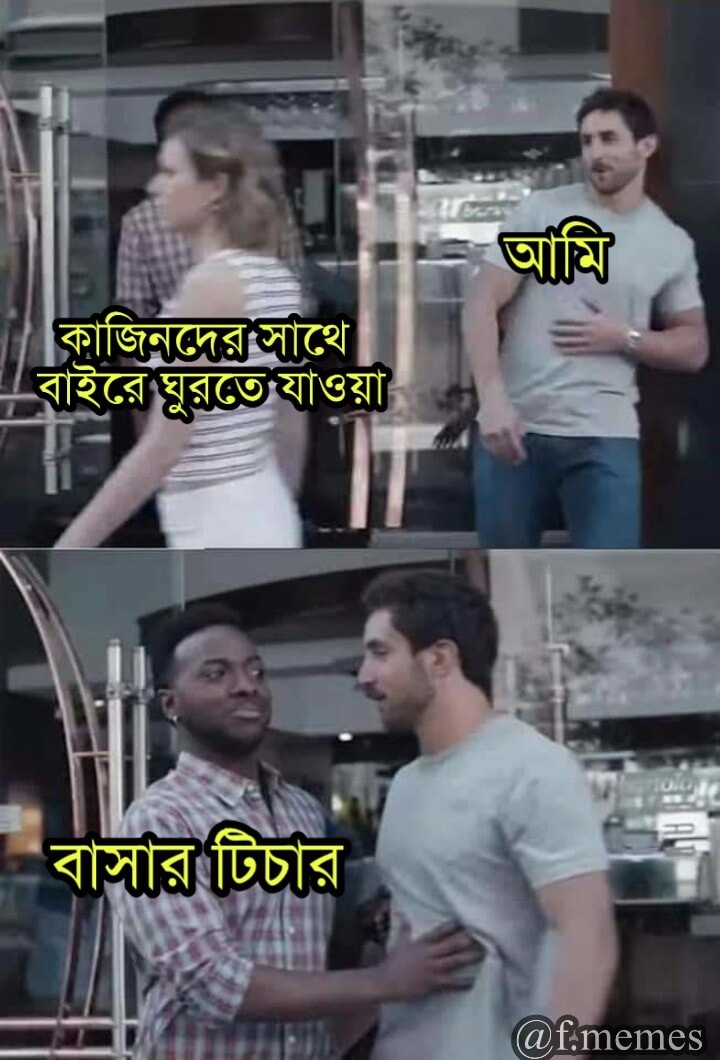 আমি
কাজিনদের সাথে
বাইরে ঘুরতে যাওয়া
বাসার টিচার
@f.memes